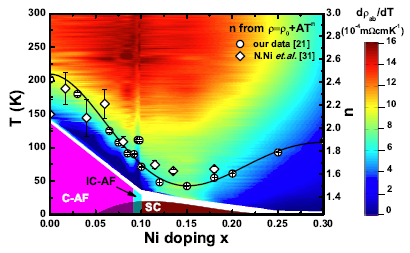 dρab/dT
(10⁻⁴mΩcmK⁻¹)
n from ρ=ρ₀+ATⁿ
our data [21]
N.Ni et.al. [31]
T (K)
300
250
200
150
100
50
0
3.0
2.8
2.6
2.4
2.2
2.0
1.8
1.6
1.4
n
16
14
12
10
8
6
4
2
0
IC-AF
C-AF
SC
0.00 0.05 0.10 0.15 0.20 0.25 0.30
Ni doping x